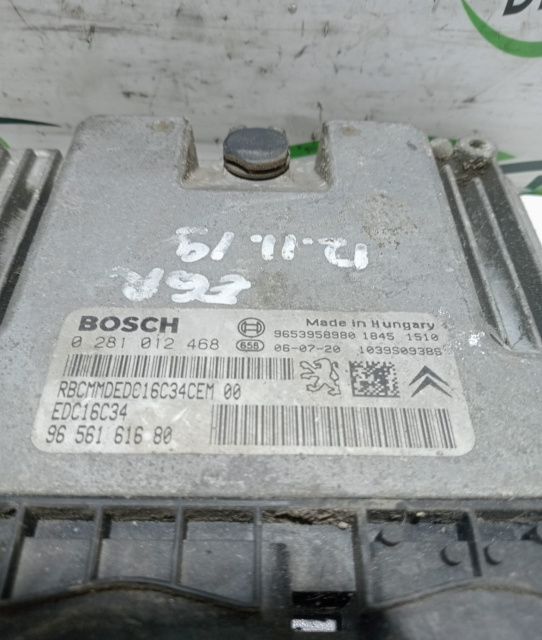 12.11.19
EGR
BOSCH
Made in Hungary
9653958980 1845 1510
0 281 012 468
658 06-07-20 1039S09386
RBCMMDEDC16C34CEM 00
EDC16C34
96 561 616 80